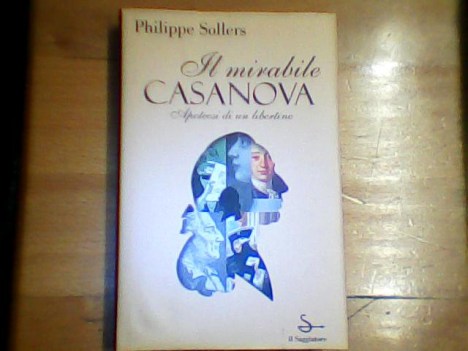 Philippe Sollers
Il mirabile
CASANOVA
Apoteosi di un libertino
il Saggiatore